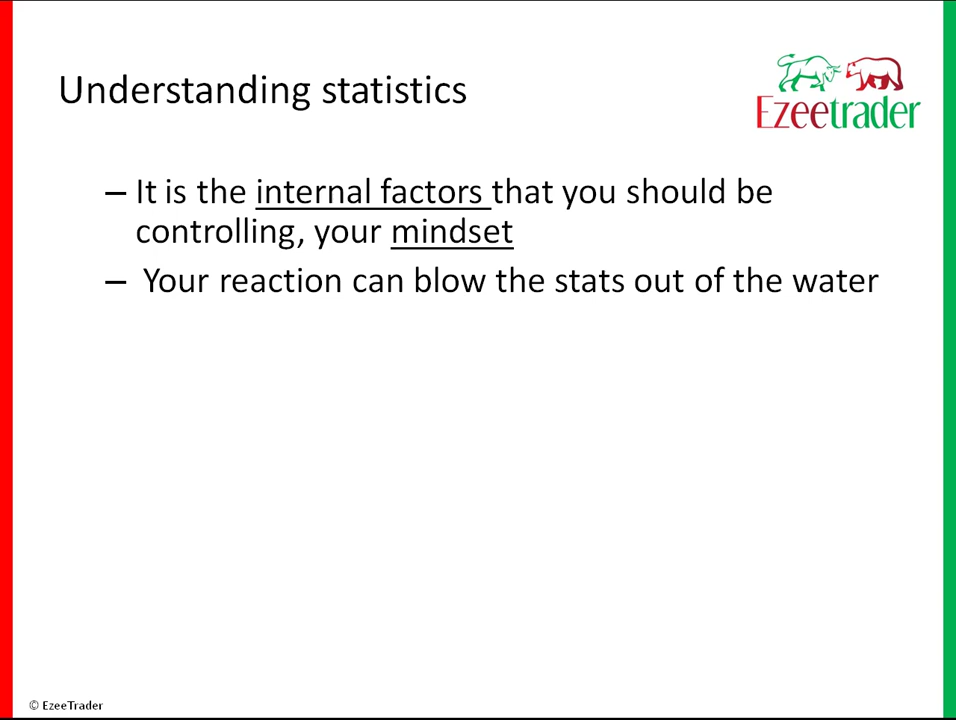 Understanding statistics
Ezeetrader
– It is the internal factors that you should be
controlling, your mindset
– Your reaction can blow the stats out of the water
© EzeeTrader